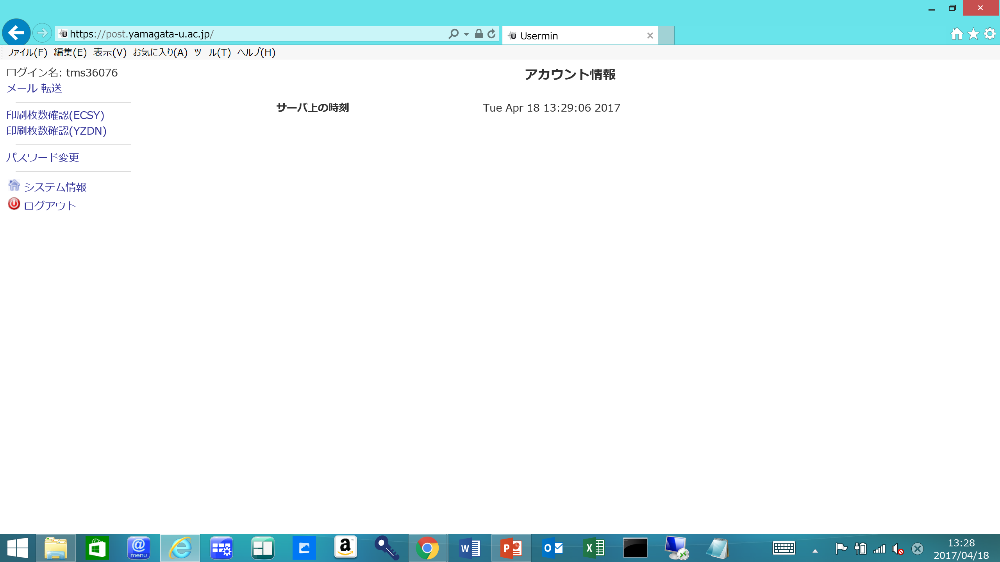 https://post.yamagata-u.ac.jp/
Usermin
ファイル(F) 編集(E) 表示(V) お気に入り(A) ツール(T) ヘルプ(H)
ログイン名: tms36076
メール 転送
印刷枚数確認(ECSY)
印刷枚数確認(YZDN)
パスワード変更
システム情報
ログアウト
アカウント情報
サーバ上の時刻 Tue Apr 18 13:29:06 2017
@
menu
a
W
P
O
X
13:28
2017/04/18